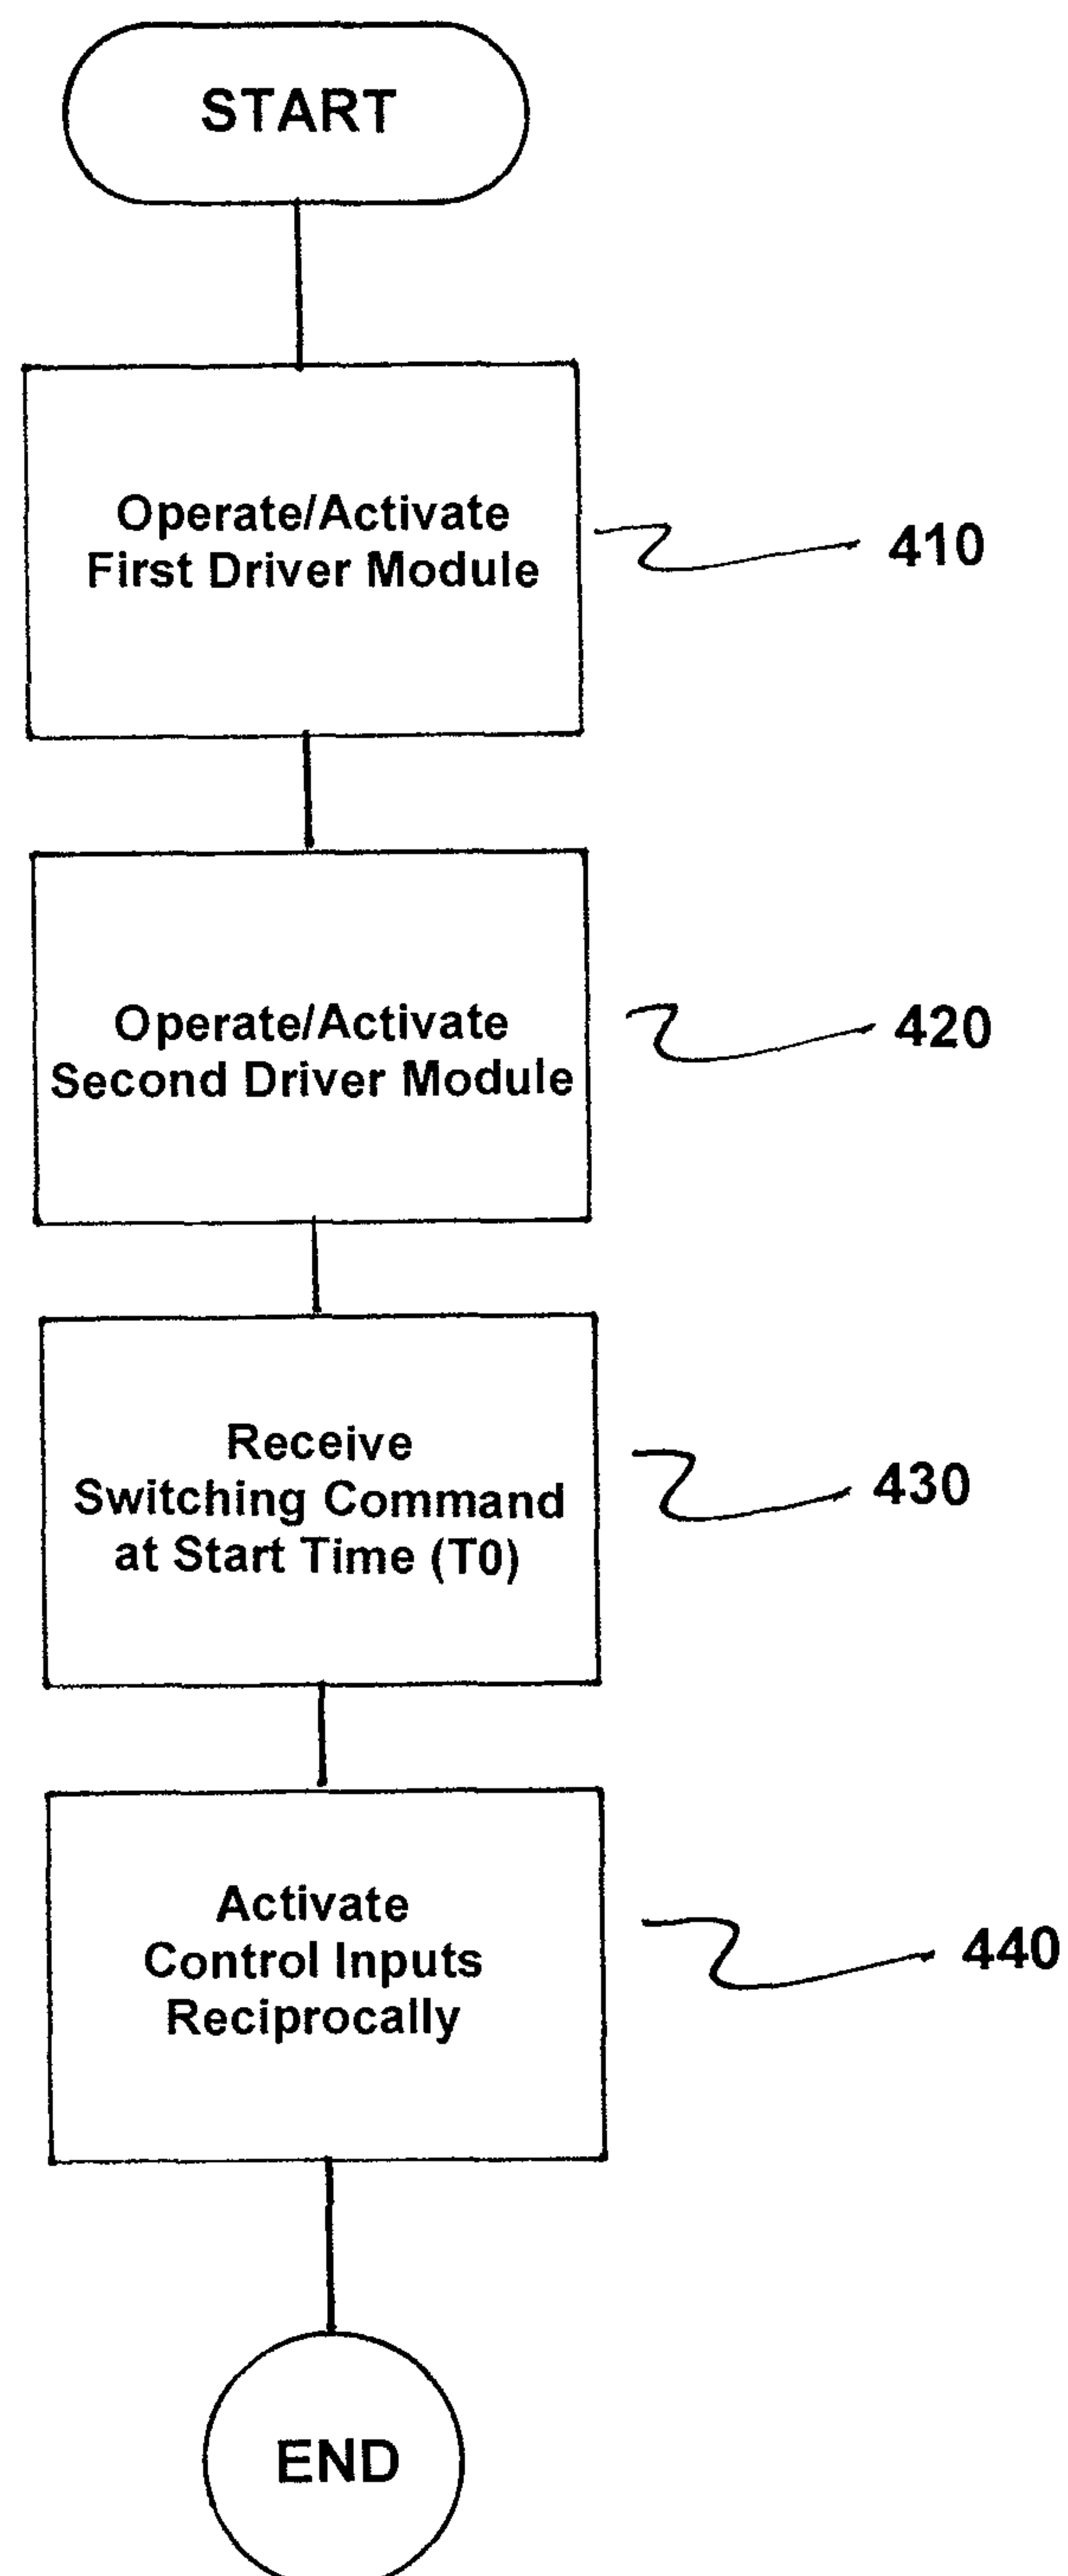 START
Operate/Activate
First Driver Module
410
Operate/Activate
Second Driver Module
420
Receive
Switching Command
at Start Time (T0)
430
Activate
Control Inputs
Reciprocally
440
END